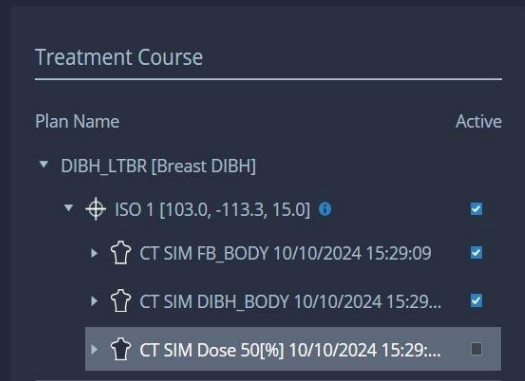 Treatment Course
Plan Name Active
DIBH_LTBR [Breast DIBH]
ISO 1 [103.0, -113.3, 15.0]
CT SIM FB_BODY 10/10/2024 15:29:09
CT SIM DIBH_BODY 10/10/2024 15:29...
CT SIM Dose 50[%] 10/10/2024 15:29:...